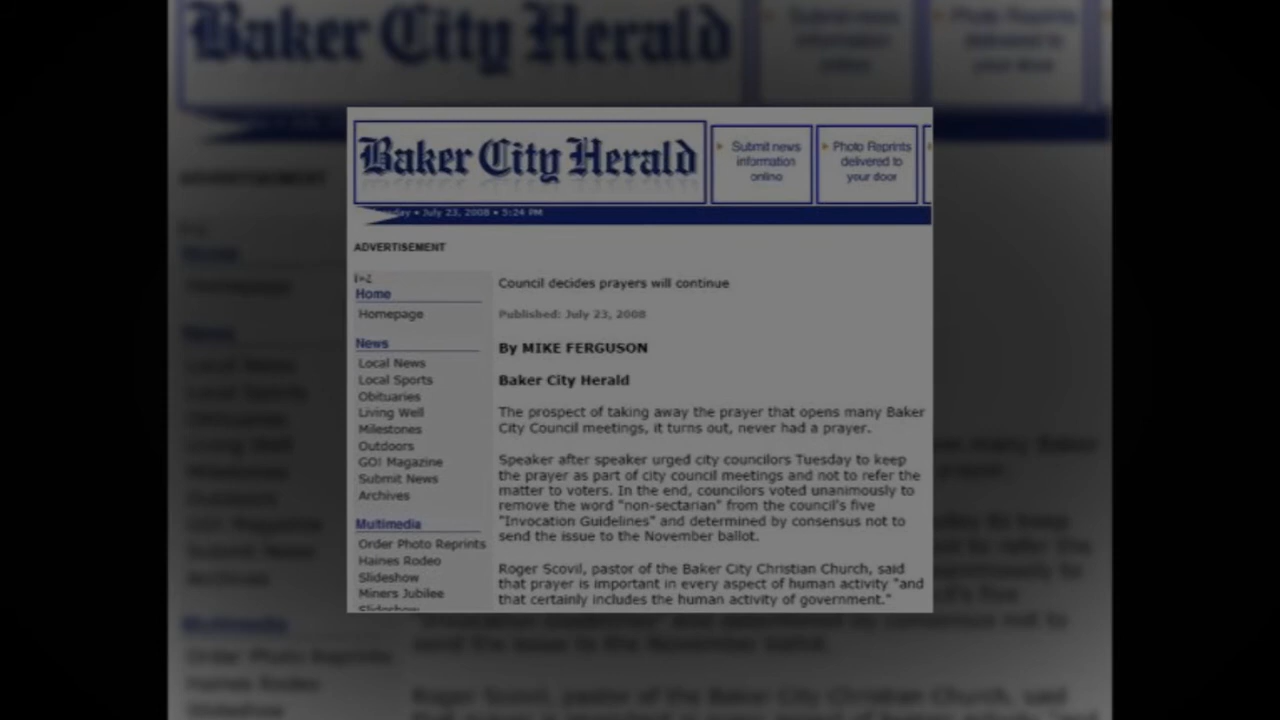 Baker City Herald
Submit news
information
online
Photo Reprints
delivered to
your door
July 23, 2008 • 5:24 PM
ADVERTISEMENT
Home
Homepage
News
Local News
Local Sports
Obituaries
Living Well
Milestones
Outdoors
GO! Magazine
Submit News
Archives
Multimedia
Order Photo Reprints
Haines Rodeo
Slideshow
Miners Jubilee
Slideshow
Council decides prayers will continue
Published: July 23, 2008
By MIKE FERGUSON
Baker City Herald
The prospect of taking away the prayer that opens many Baker
City Council meetings, it turns out, never had a prayer.
Speaker after speaker urged city councilors Tuesday to keep
the prayer as part of city council meetings and not to refer the
matter to voters. In the end, councilors voted unanimously to
remove the word "non-sectarian" from the council's five
"Invocation Guidelines" and determined by consensus not to
send the issue to the November ballot.
Roger Scovil, pastor of the Baker City Christian Church, said
that prayer is important in every aspect of human activity "and
that certainly includes the human activity of government."